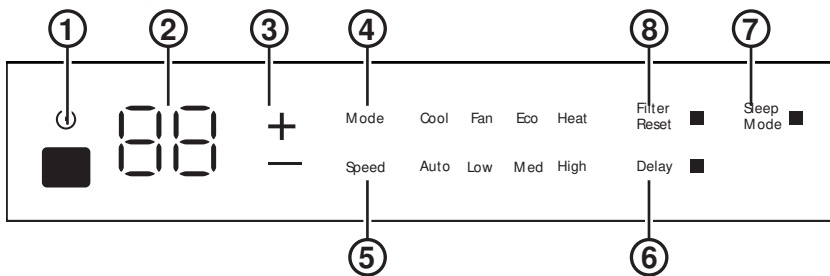 1 2 3 4 8 7
88 + Mode Cool Fan Eco Heat Filter Reset Sleep Mode
− Speed Auto Low Med High Delay
5 6